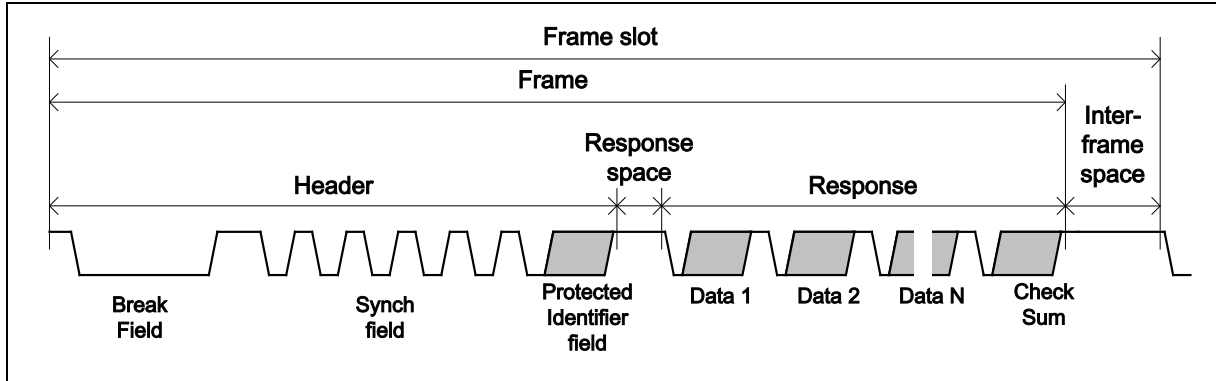 Frame slot
Frame
Inter-
frame
space
Response
space
Header
Response
Break
Field
Synch
field
Protected
Identifier
field
Data 1
Data 2
Data N
Check
Sum